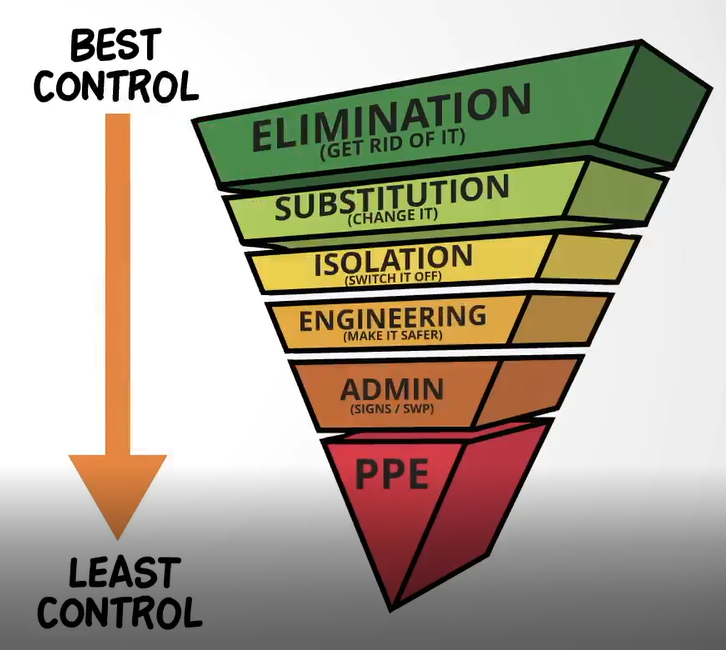 BEST
CONTROL
ELIMINATION
(GET RID OF IT)
SUBSTITUTION
(CHANGE IT)
ISOLATION
(SWITCH IT OFF)
ENGINEERING
(MAKE IT SAFER)
ADMIN
(SIGNS / SWP)
PPE
LEAST
CONTROL